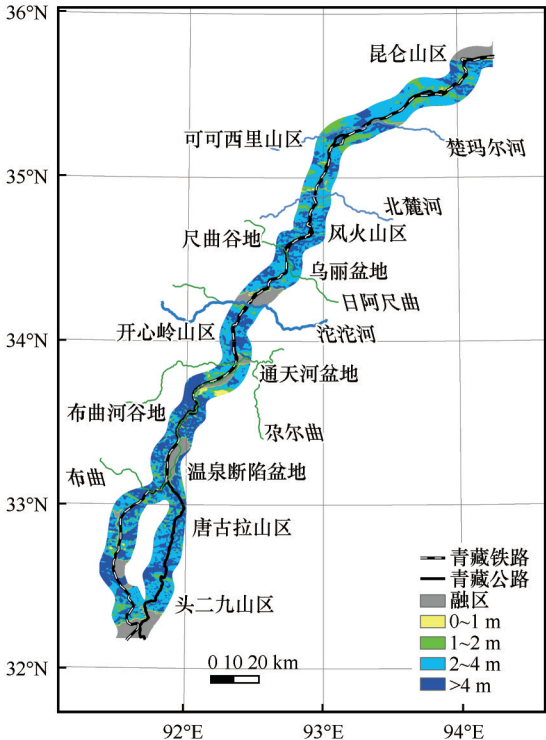 36°N
昆仑山区
可可西里山区
楚玛尔河
35°N
北麓河
尺曲谷地
风火山区
乌丽盆地
日阿尺曲
开心岭山区
沱沱河
34°N
通天河盆地
布曲河谷地
尕尔曲
布曲
温泉断陷盆地
33°N
唐古拉山区
青藏铁路
青藏公路
头二九山区
融区
0~1 m
1~2 m
32°N
0 10 20 km
2~4 m
>4 m
92°E
93°E
94°E